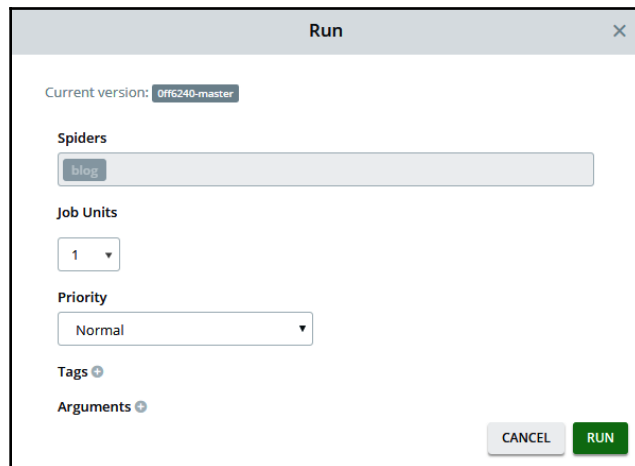 Run
Current version: 0ff6240-master
Spiders
blog
Job Units
1
Priority
Normal
Tags
Arguments
CANCEL RUN